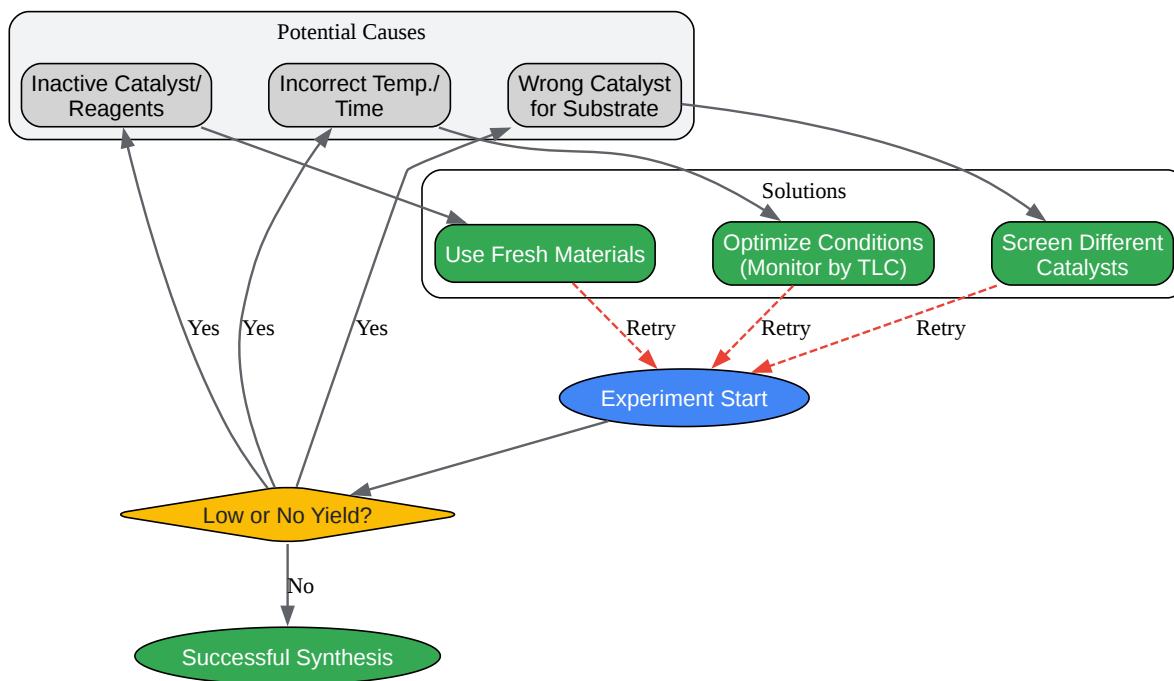 Potential Causes
Inactive Catalyst/
Reagents
Incorrect Temp./
Time
Wrong Catalyst
for Substrate
Solutions
Use Fresh Materials
Optimize Conditions
(Monitor by TLC)
Screen Different
Catalysts
Yes
Yes
Yes
Retry
Retry
Retry
Experiment Start
Low or No Yield?
No
Successful Synthesis